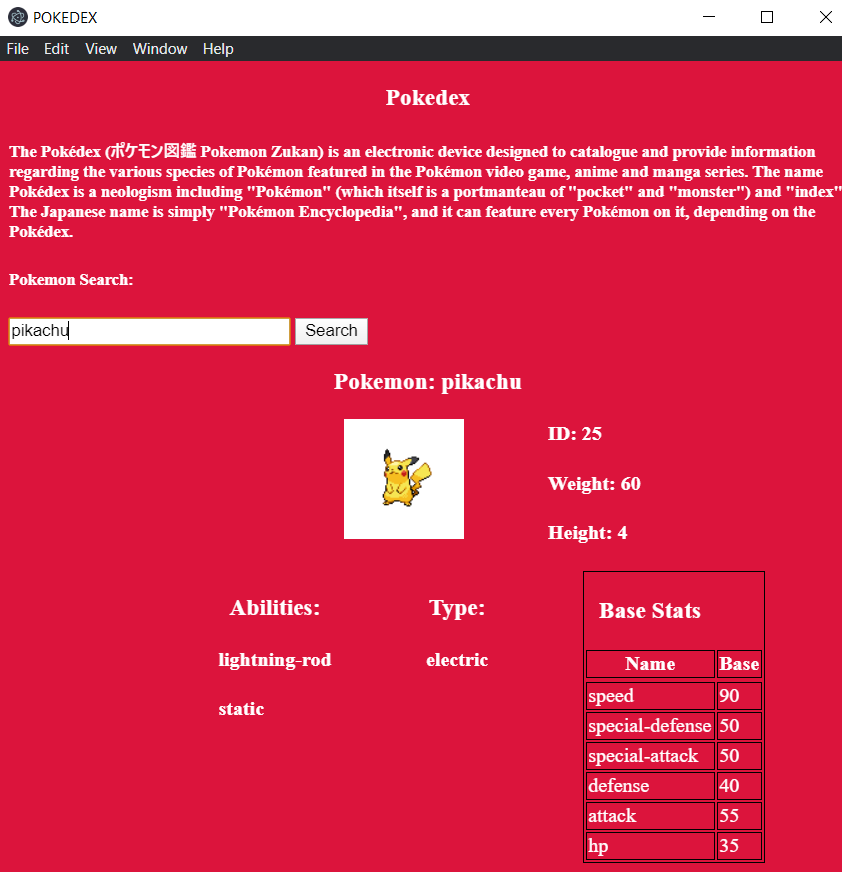 POKEDEX
File Edit View Window Help
Pokedex
The Pokédex (ポケモン図鑑 Pokemon Zukan) is an electronic device designed to catalogue and provide information
regarding the various species of Pokémon featured in the Pokémon video game, anime and manga series. The name
Pokédex is a neologism including "Pokémon" (which itself is a portmanteau of "pocket" and "monster") and "index"
The Japanese name is simply "Pokémon Encyclopedia", and it can feature every Pokémon on it, depending on the
Pokédex.
Pokemon Search:
pikachu Search
Pokemon: pikachu
ID: 25
Weight: 60
Height: 4
Abilities:
lightning-rod
static
Type:
electric
Base Stats
Name Base
speed 90
special-defense 50
special-attack 50
defense 40
attack 55
hp 35